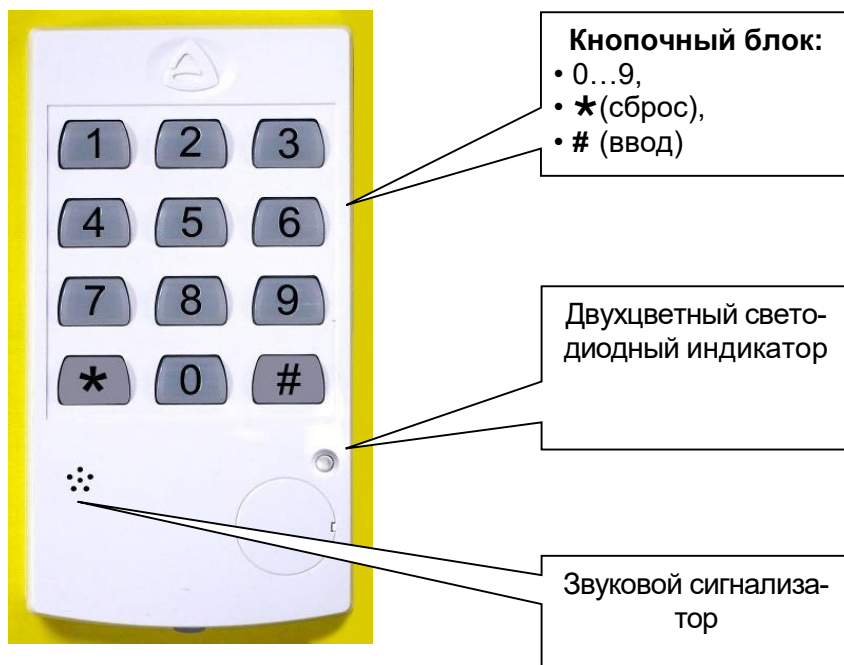 Кнопочный блок:
• 0…9,
• *(сброс),
• # (ввод)
1 2 3
4 5 6
7 8 9
* 0 #
Двухцветный свето-
диодный индикатор
Звуковой сигнализа-
тор